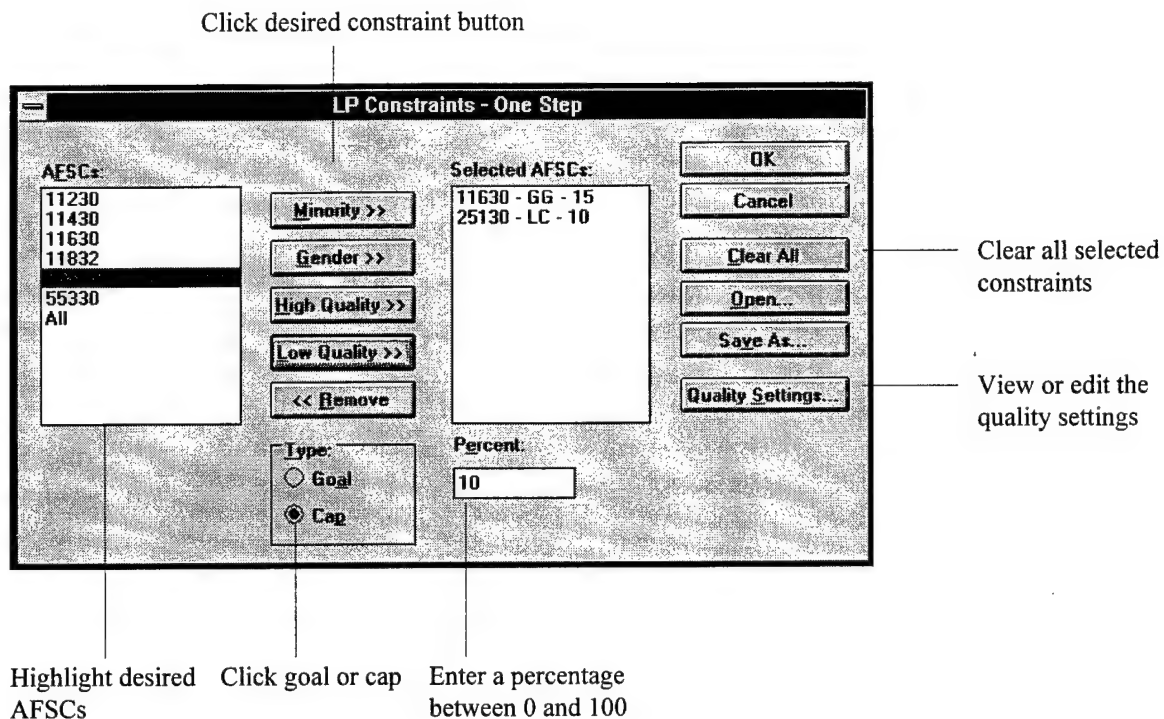 Click desired constraint button
LP Constraints - One Step
AFSCs:
11230
11430
11630
11832
55330
All
Minority >>
Gender >>
High Quality >>
Low Quality >>
<< Remove
Type:
Goal
Cap
Selected AFSCs:
11630 - GG - 15
25130 - LC - 10
Percent:
10
OK
Cancel
Clear All
Open...
Save As...
Quality Settings...
Clear all selected
constraints
View or edit the
quality settings
Highlight desired
AFSCs
Click goal or cap
Enter a percentage
between 0 and 100